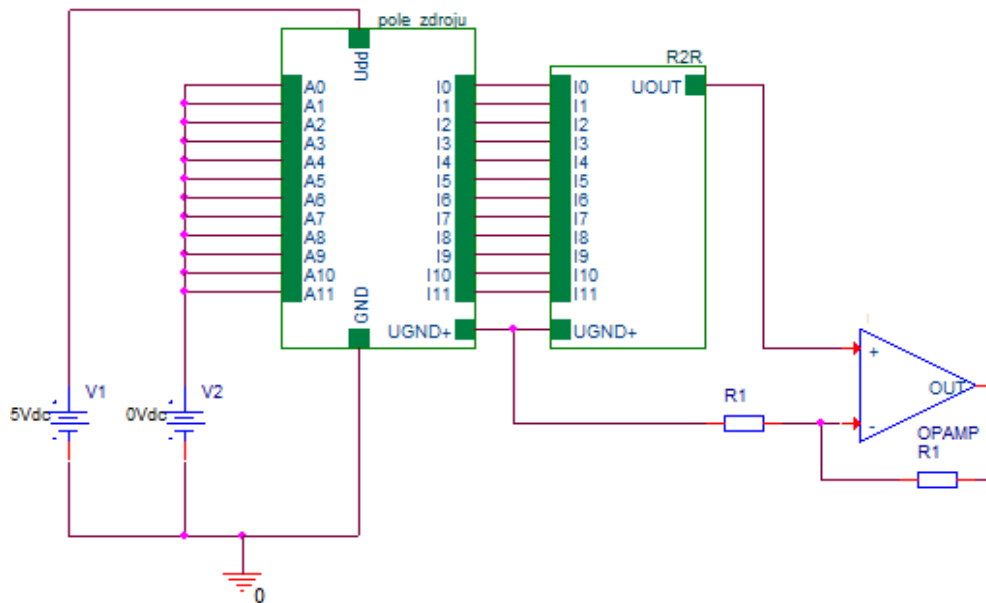 pole_zdroju
Udd
A0
A1
A2
A3
A4
A5
A6
A7
A8
A9
A10
A11
GND
I0
I1
I2
I3
I4
I5
I6
I7
I8
I9
I10
I11
UGND+
R2R
UOUT
I0
I1
I2
I3
I4
I5
I6
I7
I8
I9
I10
I11
UGND+
V1
5Vdc
V2
0Vdc
0
R1
+
-
OUT
OPAMP
R1